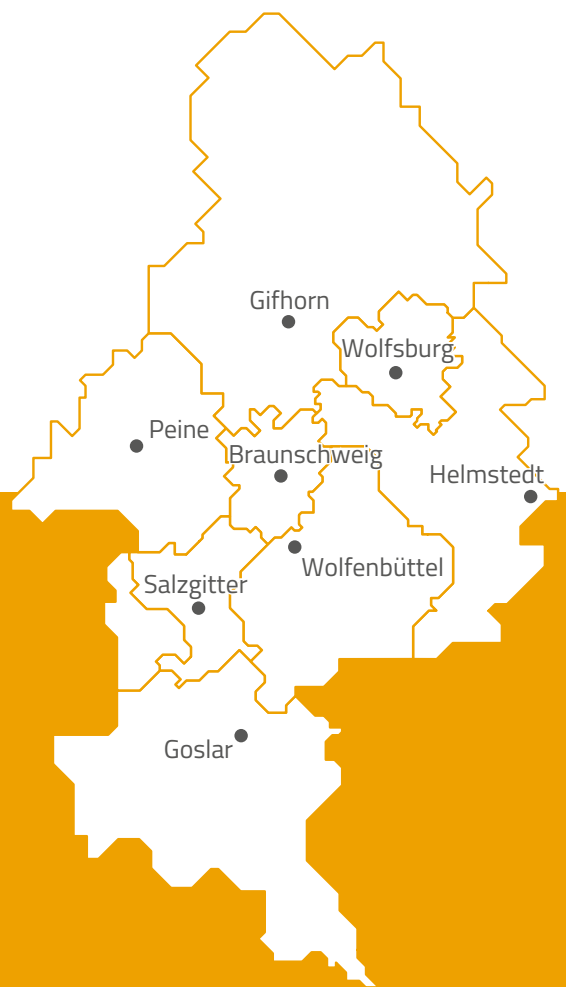 Gifhorn
Wolfsburg
Peine
Braunschweig
Helmstedt
Wolfenbüttel
Salzgitter
Goslar